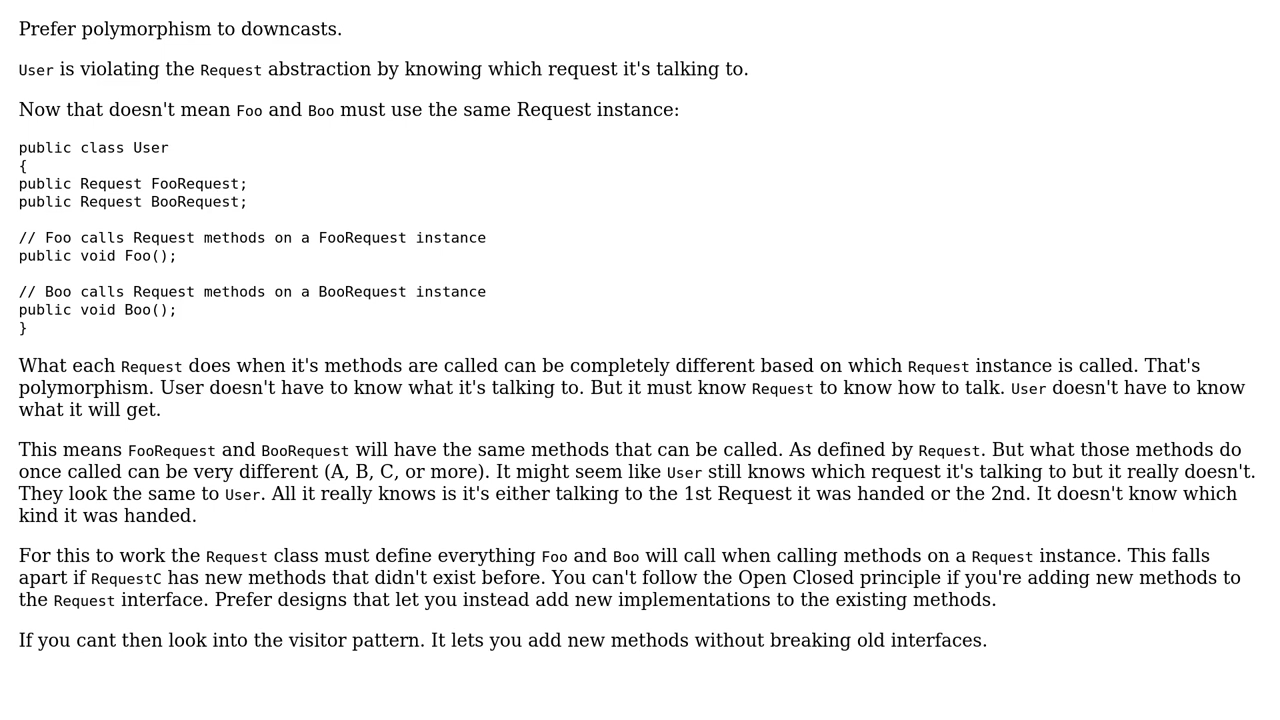 Prefer polymorphism to downcasts.
User is violating the Request abstraction by knowing which request it's talking to.
Now that doesn't mean Foo and Boo must use the same Request instance:
public class User
{
public Request FooRequest;
public Request BooRequest;
// Foo calls Request methods on a FooRequest instance
public void Foo();
// Boo calls Request methods on a BooRequest instance
public void Boo();
}
What each Request does when it's methods are called can be completely different based on which Request instance is called. That's
polymorphism. User doesn't have to know what it's talking to. But it must know Request to know how to talk. User doesn't have to know
what it will get.
This means FooRequest and BooRequest will have the same methods that can be called. As defined by Request. But what those methods do
once called can be very different (A, B, C, or more). It might seem like User still knows which request it's talking to but it really doesn't.
They look the same to User. All it really knows is it's either talking to the 1st Request it was handed or the 2nd. It doesn't know which
kind it was handed.
For this to work the Request class must define everything Foo and Boo will call when calling methods on a Request instance. This falls
apart if RequestC has new methods that didn't exist before. You can't follow the Open Closed principle if you're adding new methods to
the Request interface. Prefer designs that let you instead add new implementations to the existing methods.
If you cant then look into the visitor pattern. It lets you add new methods without breaking old interfaces.